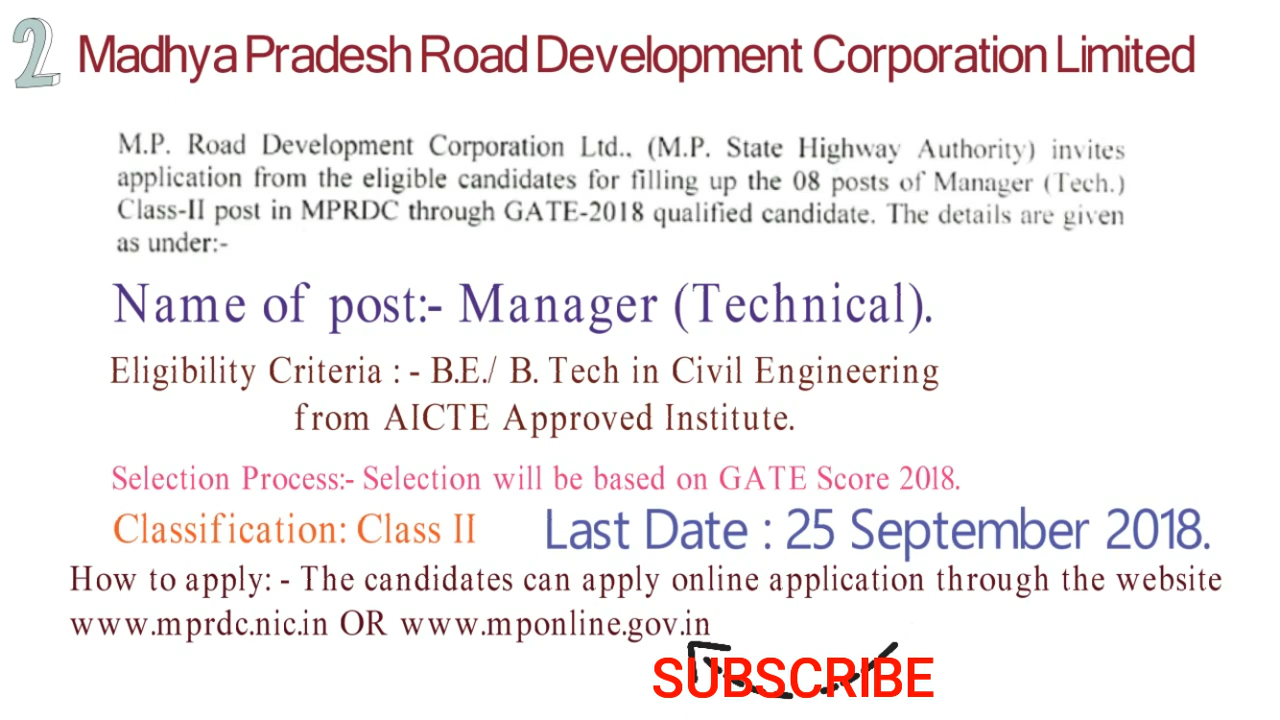 2 Madhya Pradesh Road Development Corporation Limited
M.P. Road Development Corporation Ltd., (M.P. State Highway Authority) invites
application from the eligible candidates for filling up the 08 posts of Manager (Tech.)
Class-II post in MPRDC through GATE-2018 qualified candidate. The details are given
as under:-
Name of post:- Manager (Technical).
Eligibility Criteria : - B.E./ B. Tech in Civil Engineering
from AICTE Approved Institute.
Selection Process:- Selection will be based on GATE Score 2018.
Classification: Class II Last Date : 25 September 2018.
How to apply: - The candidates can apply online application through the website
www.mprdc.nic.in OR www.mponline.gov.in
SUBSCRIBE